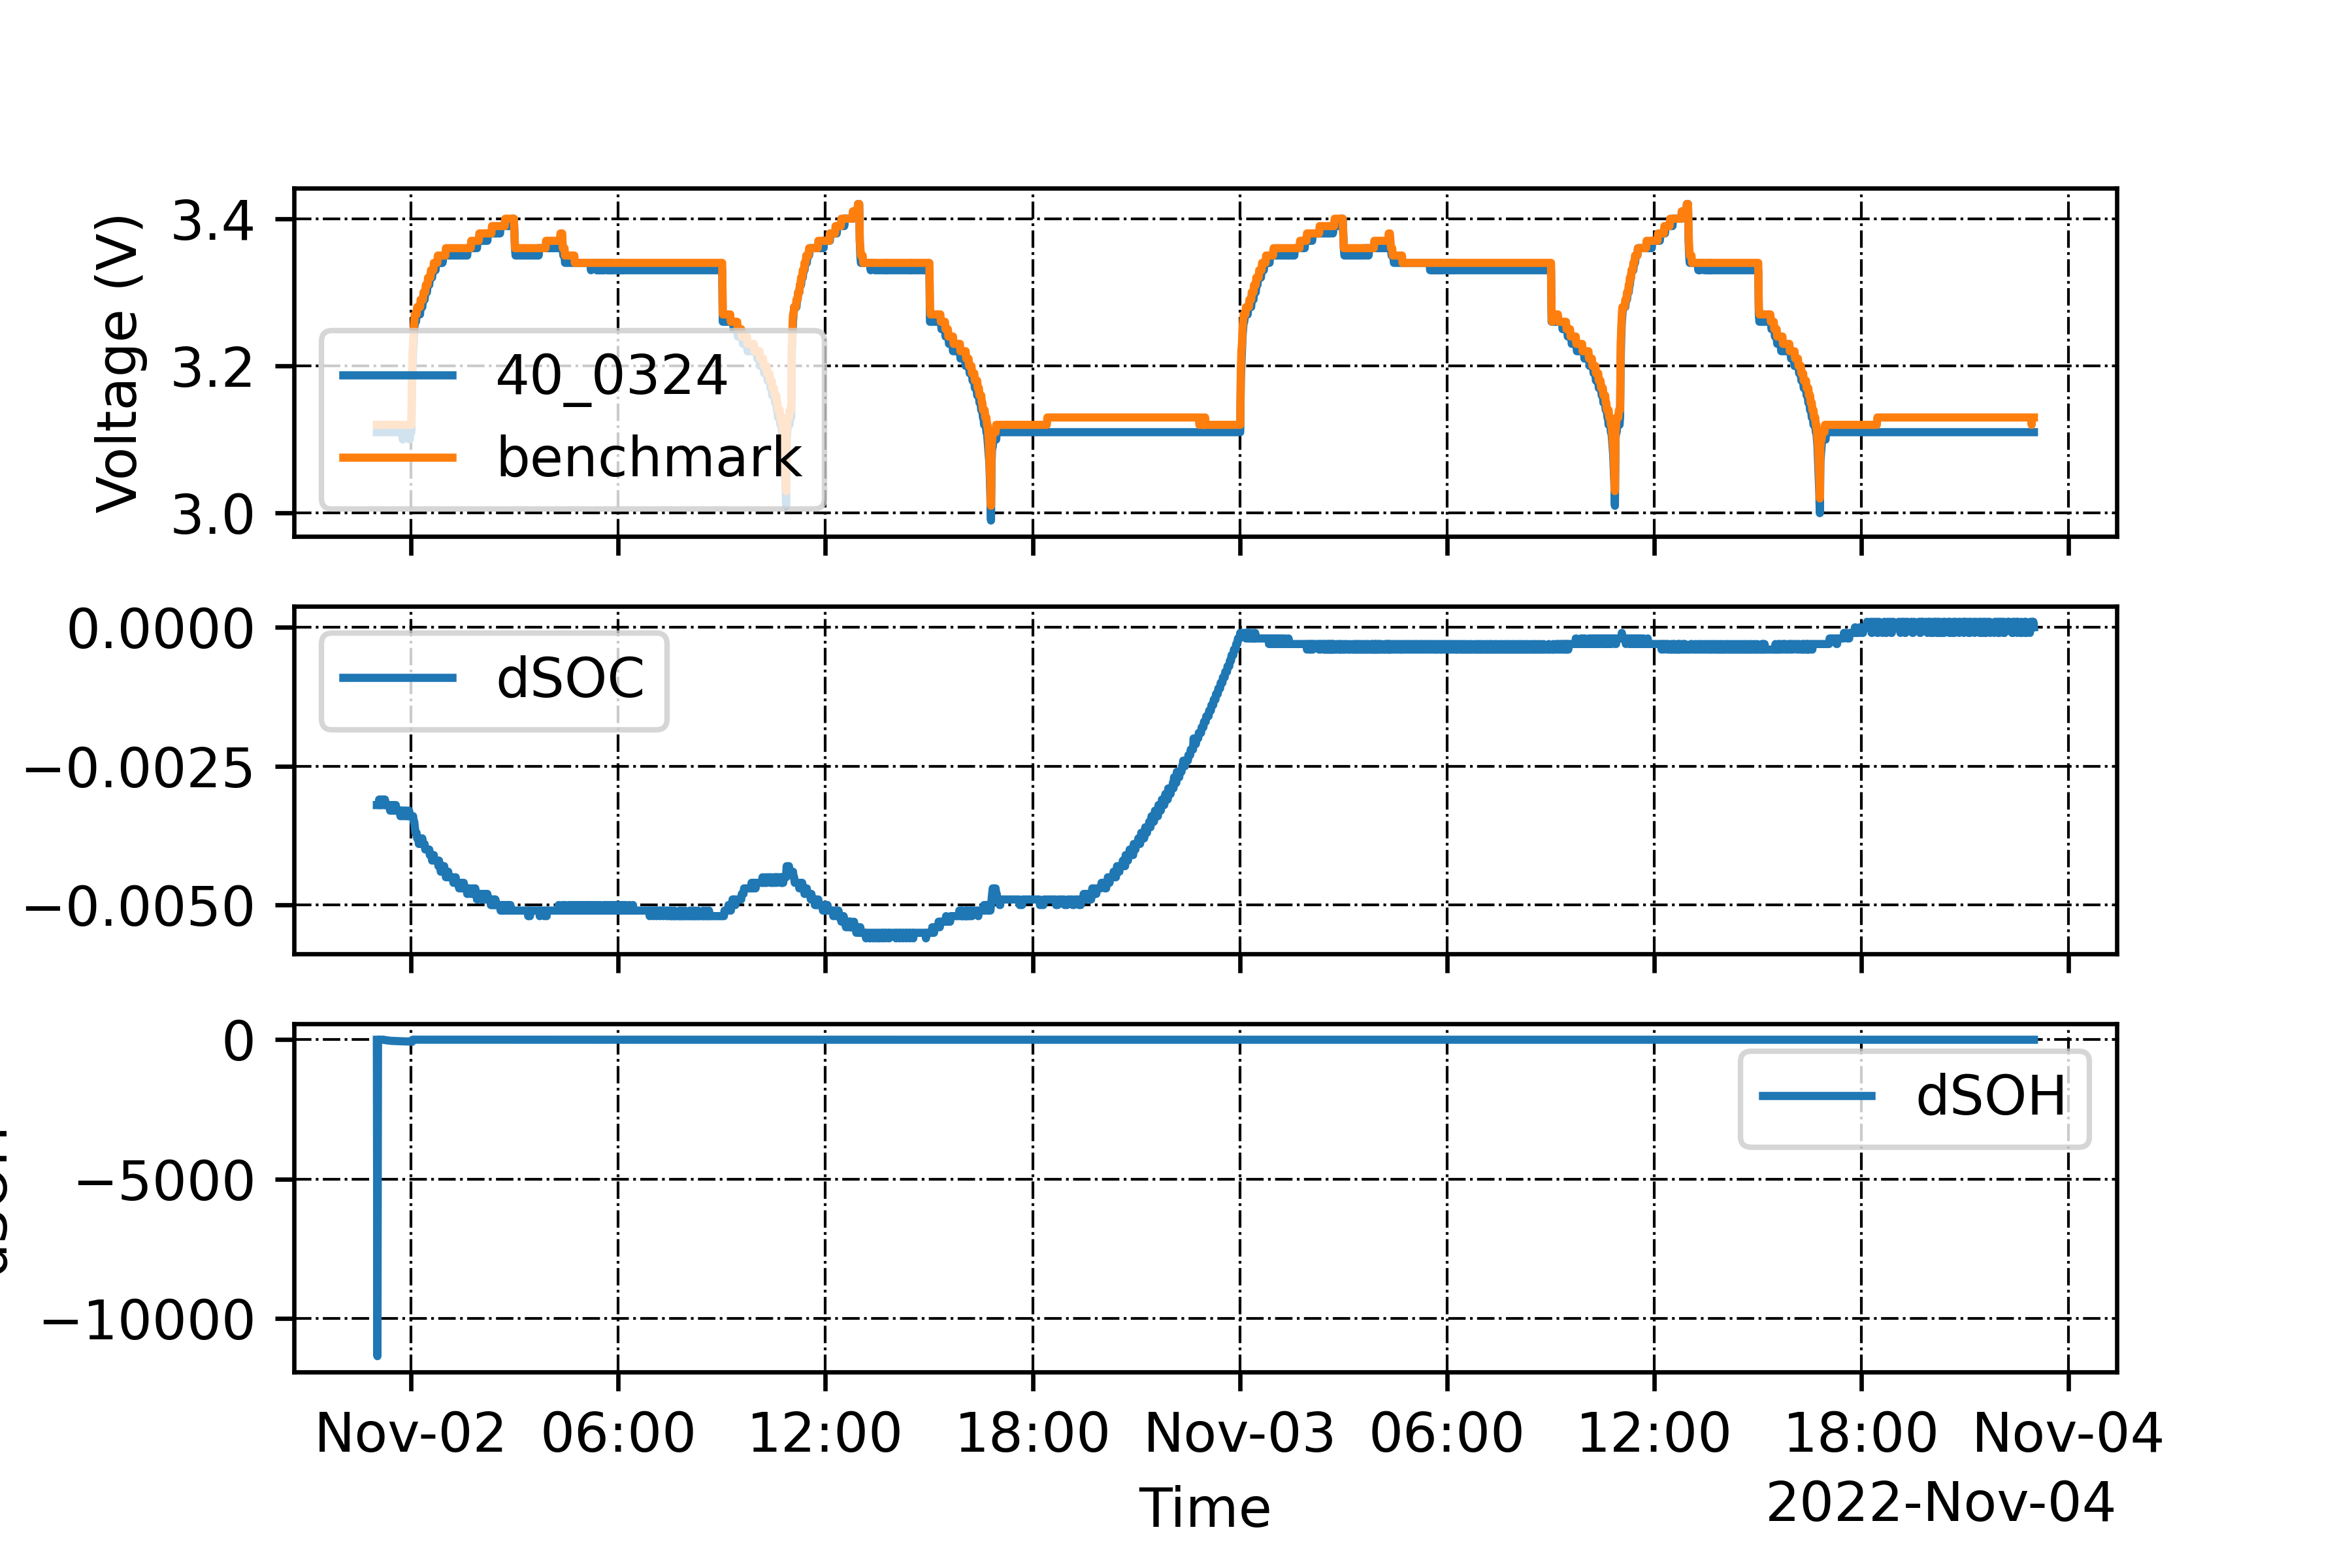 Voltage (V)
3.4
3.2
3.0
40_0324
benchmark
0.0000
−0.0025
−0.0050
dSOC
0
−5000
−10000
dSOH
Nov-02 06:00 12:00 18:00 Nov-03 06:00 12:00 18:00 Nov-04
Time
2022-Nov-04